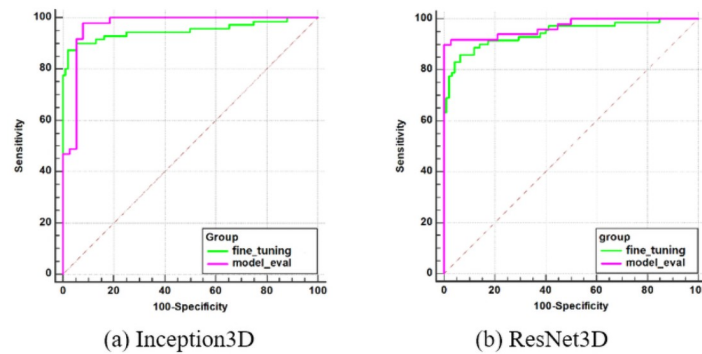 100
80
60
40
20
0
Sensitivity
Group
fine_tuning
model_eval
0 20 40 60 80 100
100-Specificity
(a) Inception3D
100
80
60
40
20
0
Sensitivity
group
fine_tuning
model_eval
0 20 40 60 80 100
100-Specificity
(b) ResNet3D